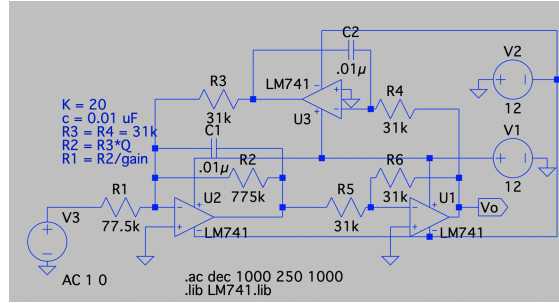 C2
.01µ
V2
12
LM741
U3
R3
31k
R4
31k
K = 20
c = 0.01 uF
R3 = R4 = 31k
R2 = R3*Q
R1 = R2/gain
C1
.01µ
V1
12
R2
775k
R6
31k
R1
77.5k
U2
LM741
R5
31k
U1
LM741
Vo
V3
AC 1 0
.ac dec 1000 250 1000
.lib LM741.lib